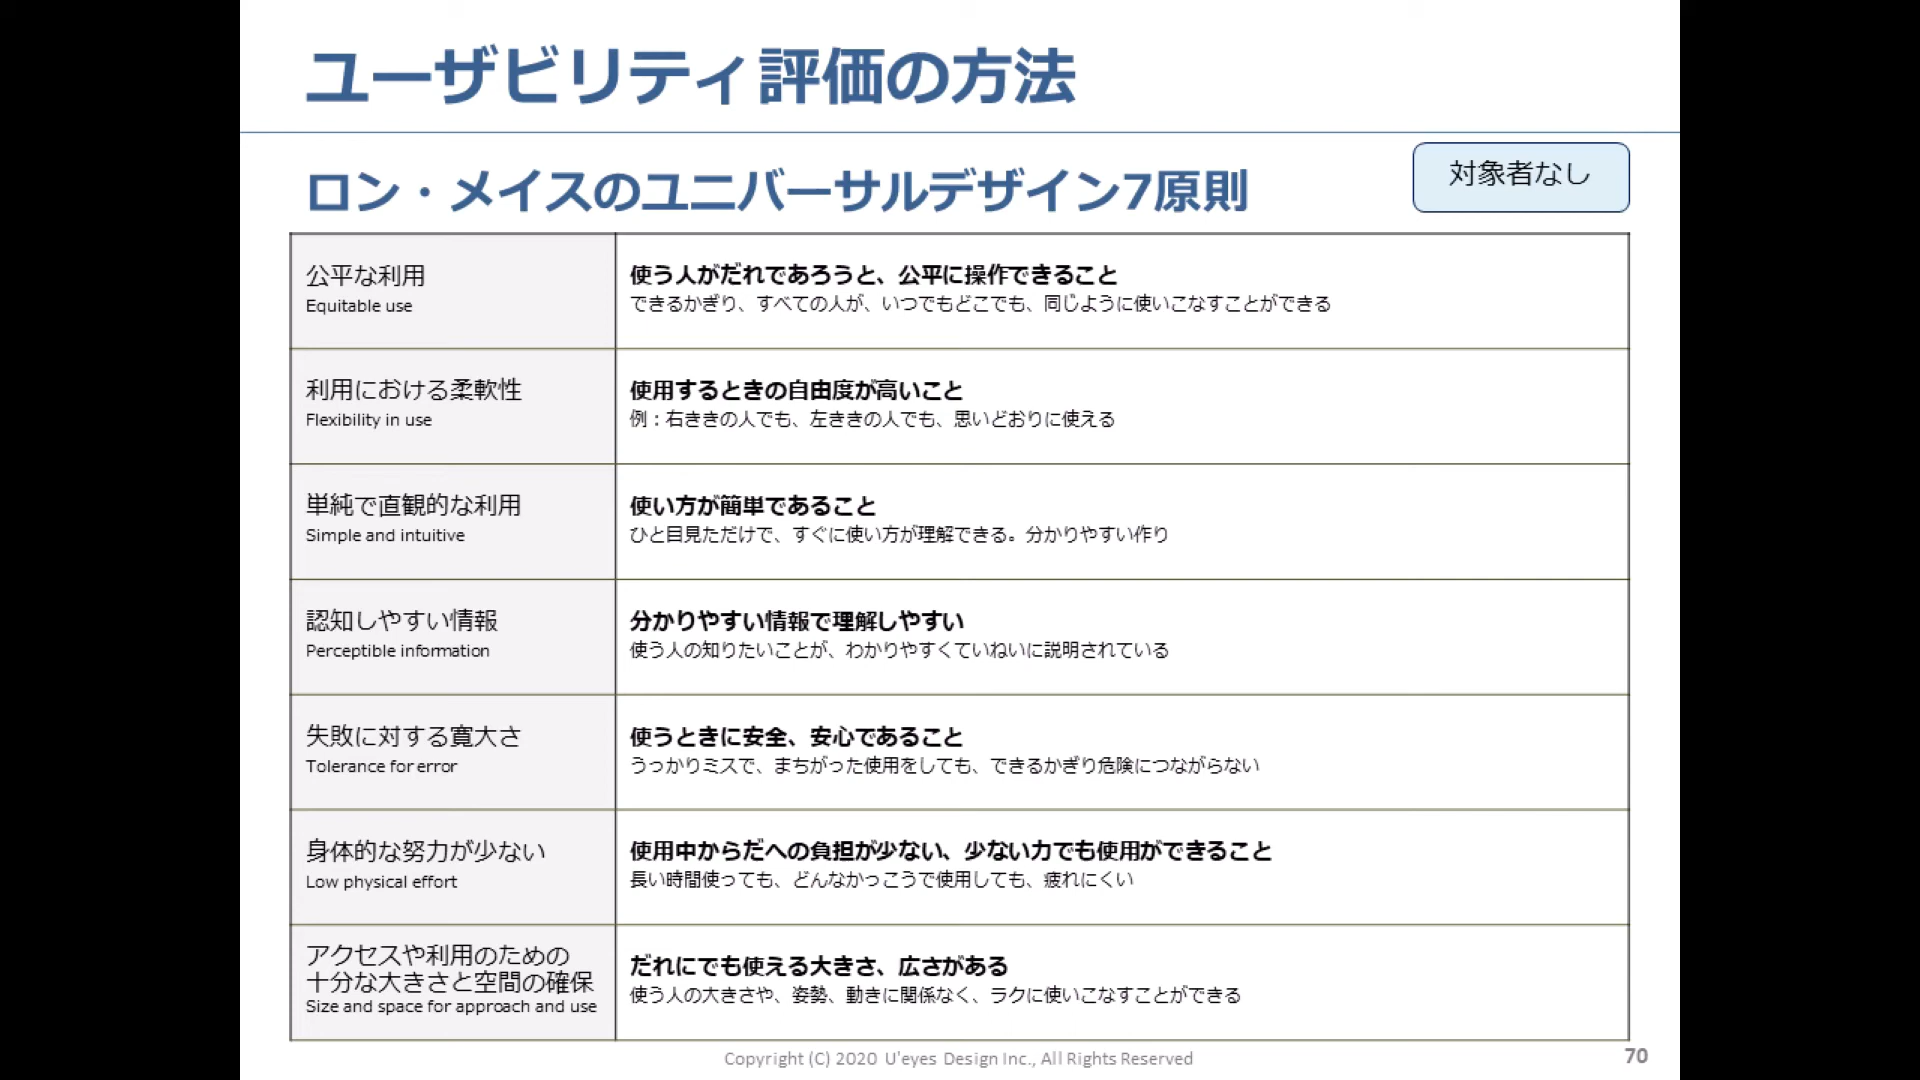 ユーザビリティ評価の方法
ロン・メイスのユニバーサルデザイン7原則
対象者なし
公平な利用
Equitable use
使う人がだれであろうと、公平に操作できること
できるかぎり、すべての人が、いつでもどこでも、同じように使いこなすことができる
利用における柔軟性
Flexibility in use
使用するときの自由度が高いこと
例：右ききの人でも、左ききの人でも、思いどおりに使える
単純で直観的な利用
Simple and intuitive
使い方が簡単であること
ひと目見ただけで、すぐに使い方が理解できる。分かりやすい作り
認知しやすい情報
Perceptible information
分かりやすい情報で理解しやすい
使う人の知りたいことが、わかりやすくていねいに説明されている
失敗に対する寛大さ
Tolerance for error
使うときに安全、安心であること
うっかりミスで、まちがった使用をしても、できるかぎり危険につながらない
身体的な努力が少ない
Low physical effort
使用中からだへの負担が少ない、少ない力でも使用ができること
長い時間使っても、どんなかっこうで使用しても、疲れにくい
アクセスや利用のための
十分な大きさと空間の確保
Size and space for approach and use
だれにでも使える大きさ、広さがある
使う人の大きさや、姿勢、動きに関係なく、ラクに使いこなすことができる
Copyright (C) 2020 U'eyes Design Inc., All Rights Reserved
70